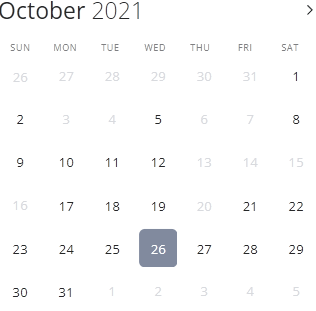 October 2021
SUN MON TUE WED THU FRI SAT
26 27 28 29 30 31 1
2 3 4 5 6 7 8
9 10 11 12 13 14 15
16 17 18 19 20 21 22
23 24 25 26 27 28 29
30 31 1 2 3 4 5